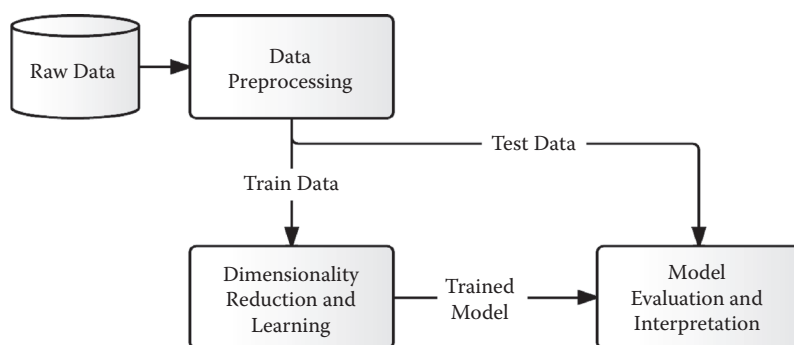 Raw Data
Data
Preprocessing
Test Data
Train Data
Dimensionality
Reduction and
Learning
Trained
Model
Model
Evaluation and
Interpretation